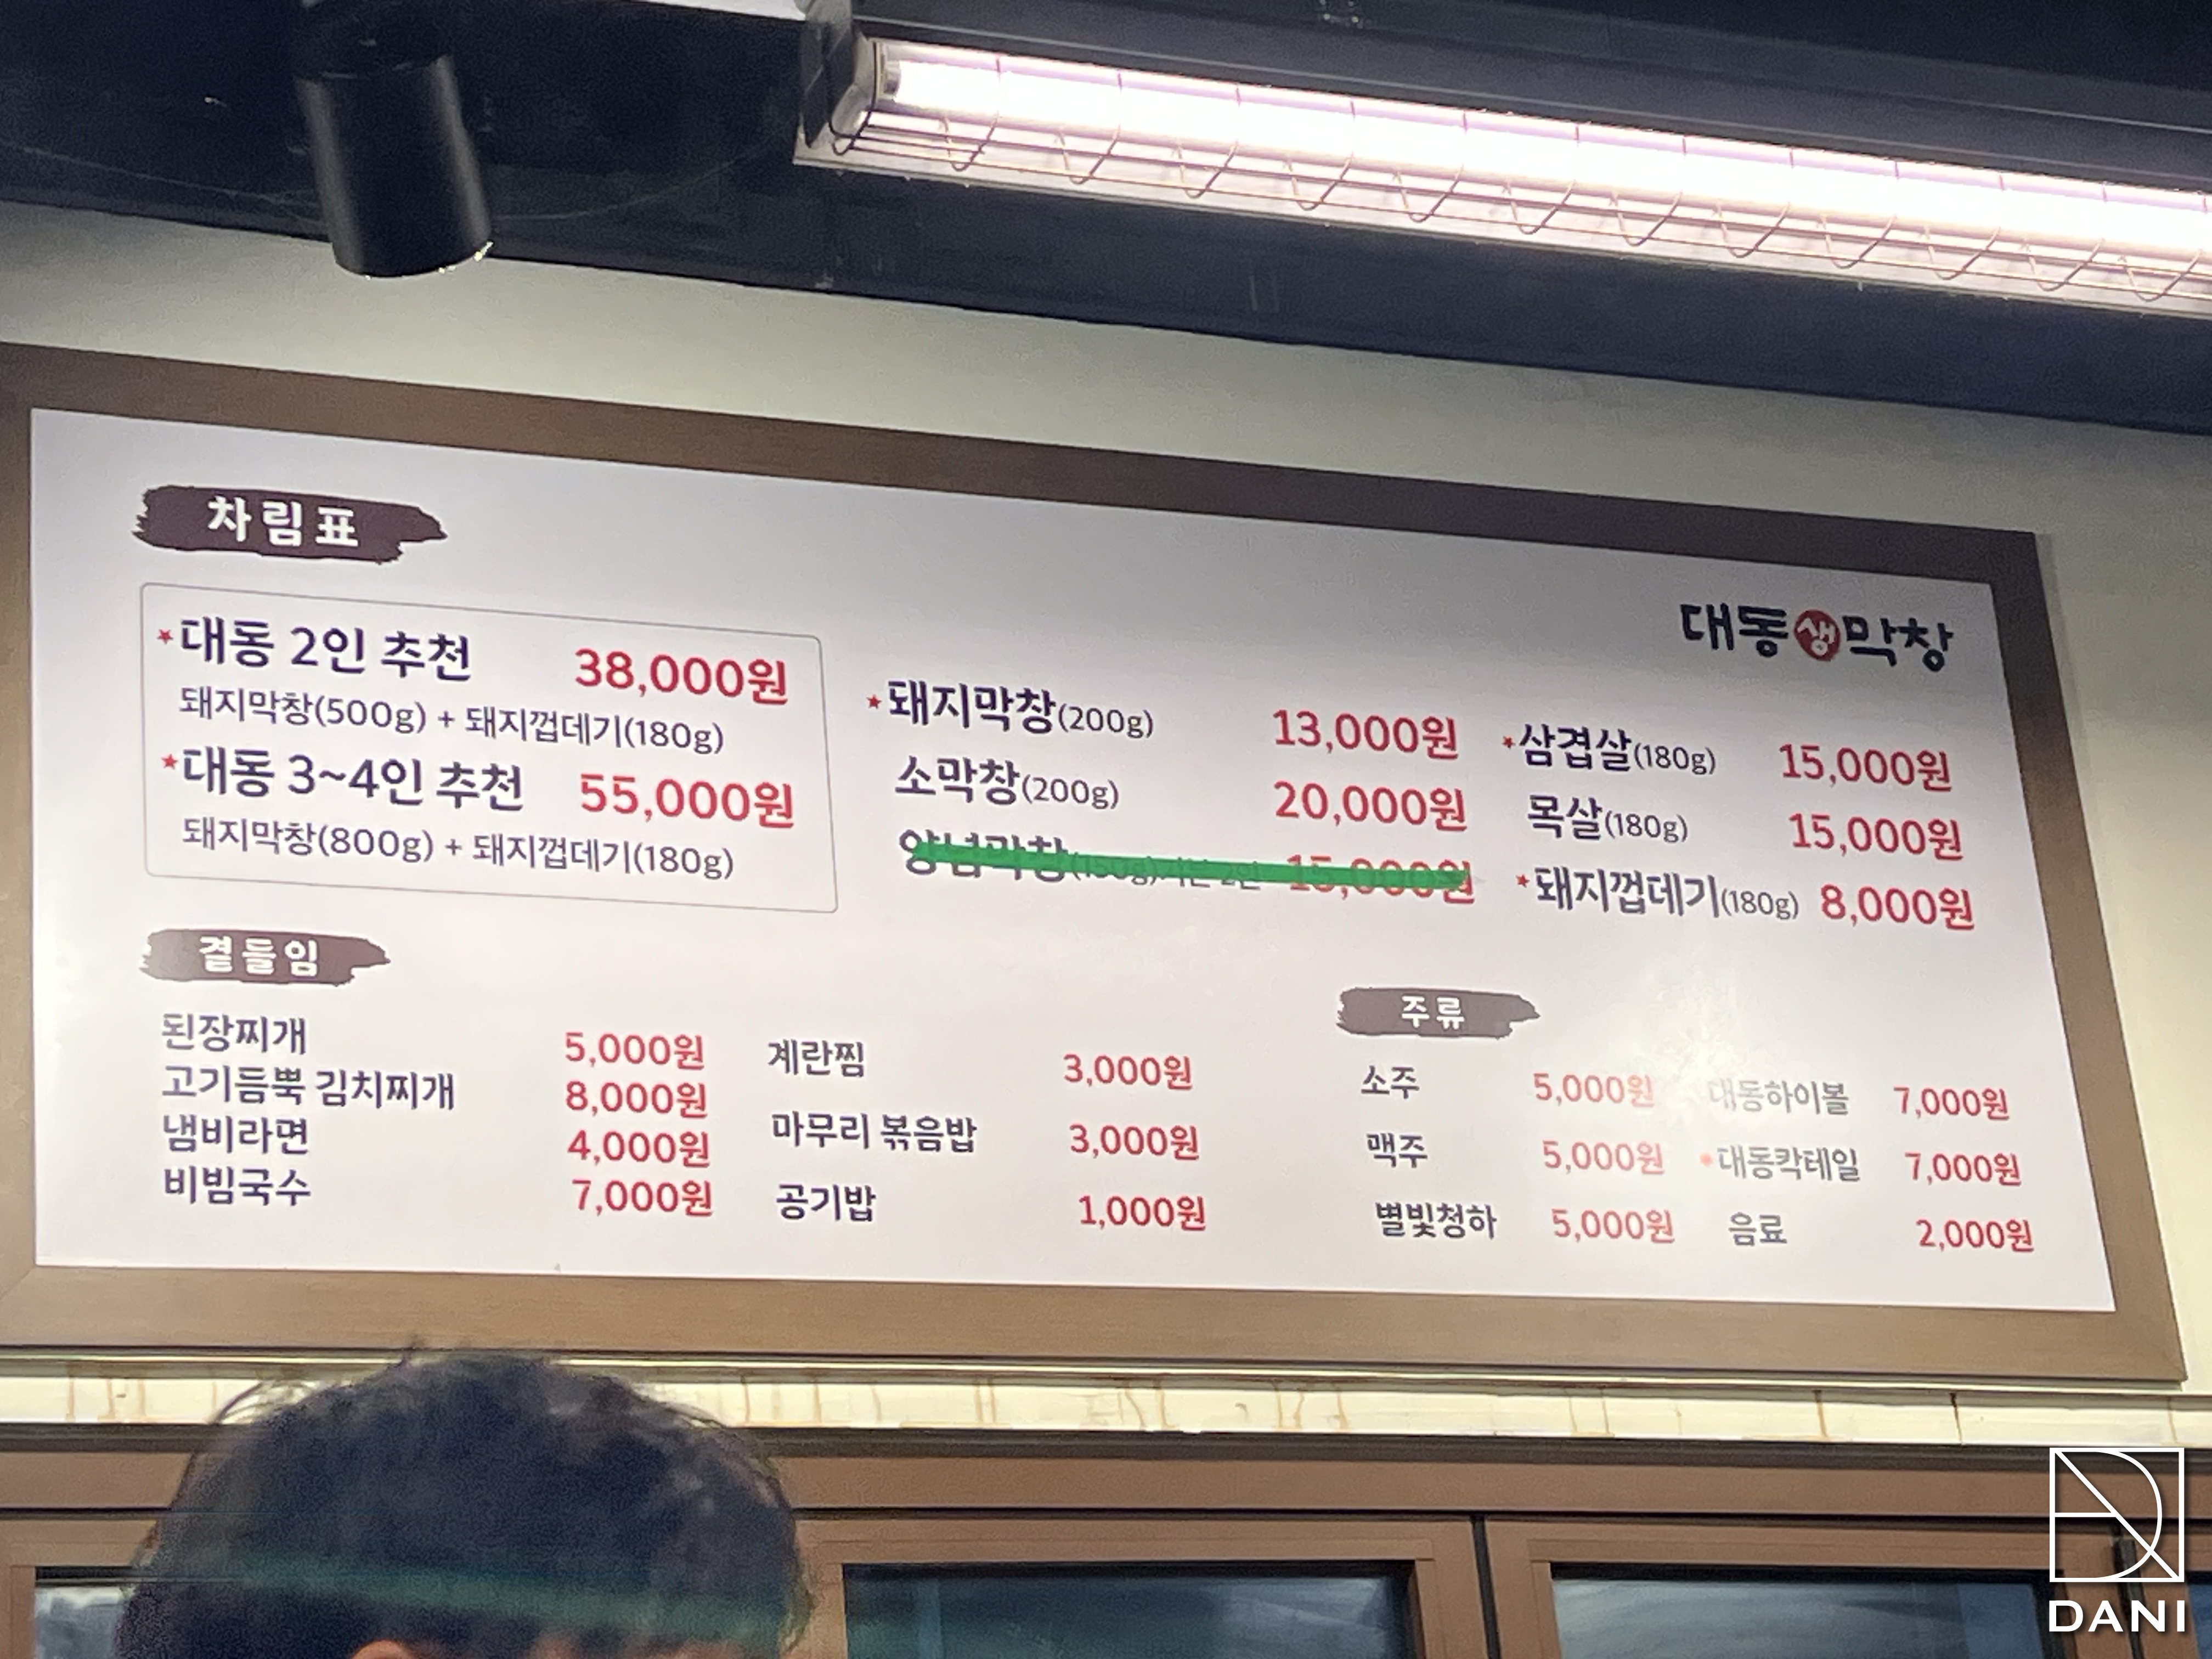 차림표
대동생막창
★대동 2인 추천 38,000원
돼지막창(500g) + 돼지껍데기(180g)
★대동 3~4인 추천 55,000원
돼지막창(800g) + 돼지껍데기(180g)
★돼지막창(200g) 13,000원
소막창(200g) 20,000원
양념막창(150g) 15,000원
★삼겹살(180g) 15,000원
목살(180g) 15,000원
★돼지껍데기(180g) 8,000원
곁들임
된장찌개 5,000원
고기듬뿍 김치찌개 8,000원
냄비라면 4,000원
비빔국수 7,000원
계란찜 3,000원
마무리 볶음밥 3,000원
공기밥 1,000원
주류
소주 5,000원
맥주 5,000원
별빛청하 5,000원
대동하이볼 7,000원
★대동칵테일 7,000원
음료 2,000원
DANI